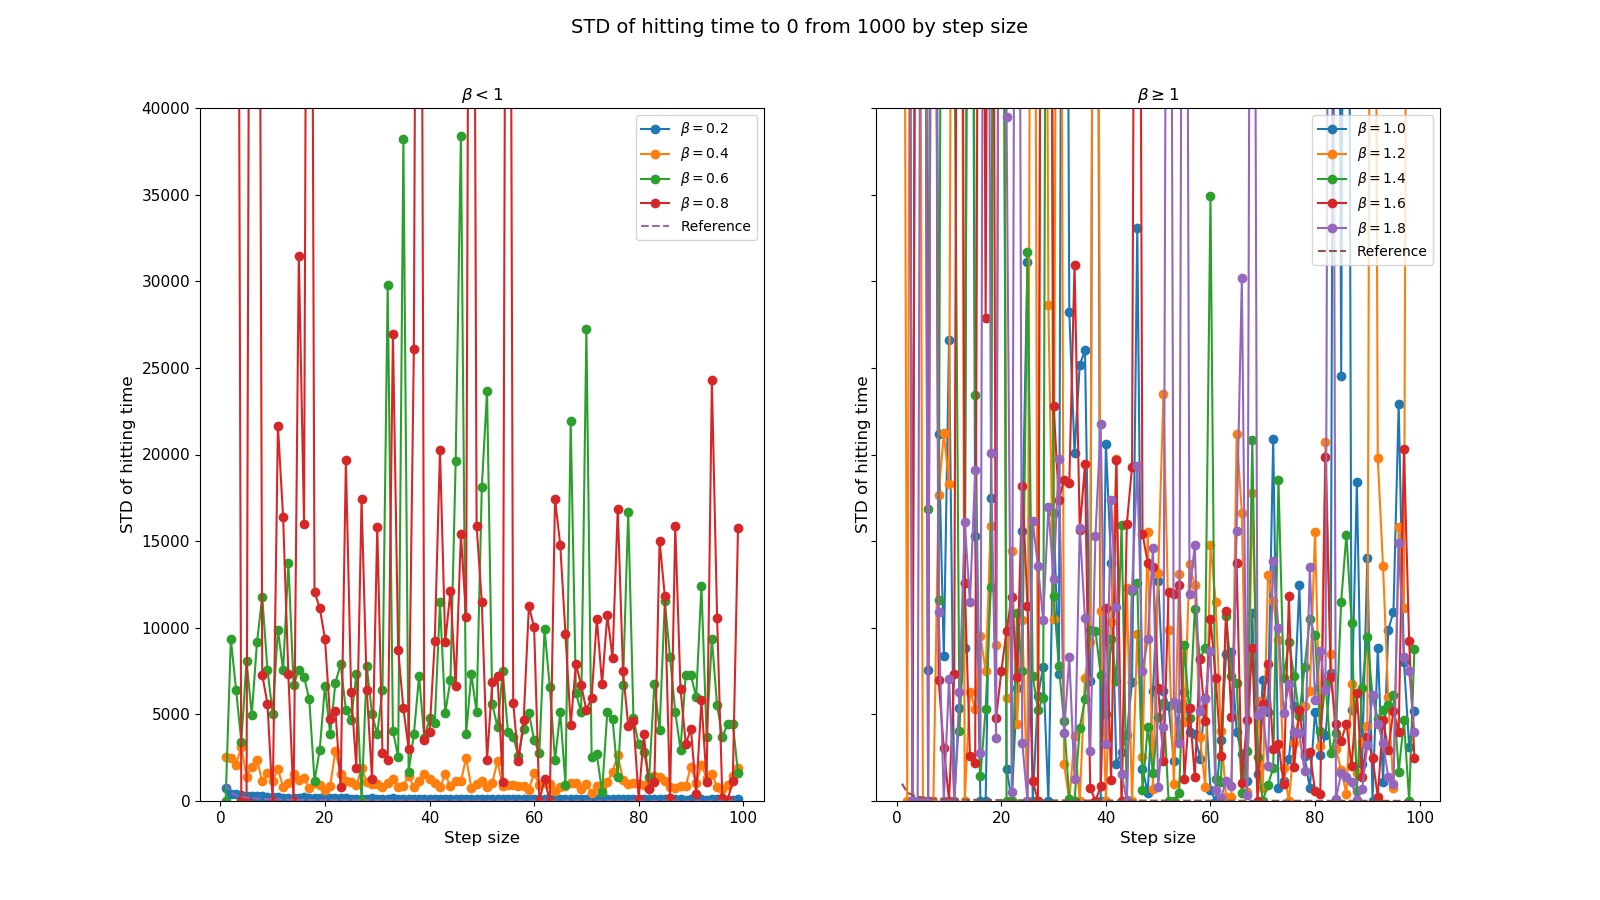 STD of hitting time to 0 from 1000 by step size
β < 1
STD of hitting time
40000
35000
30000
25000
20000
15000
10000
5000
0
0 20 40 60 80 100
Step size
β = 0.2
β = 0.4
β = 0.6
β = 0.8
Reference
β ≥ 1
STD of hitting time
0 20 40 60 80 100
Step size
β = 1.0
β = 1.2
β = 1.4
β = 1.6
β = 1.8
Reference